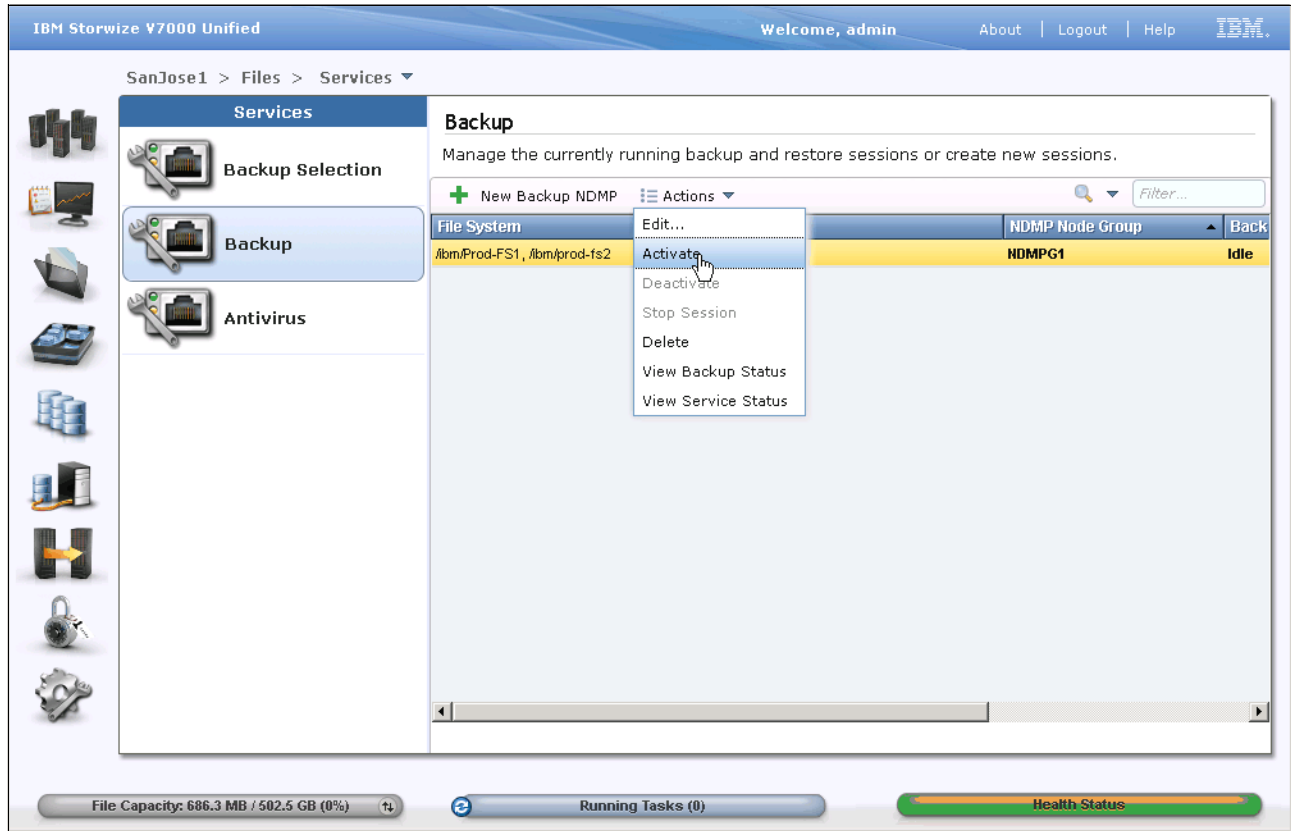 IBM Storwize V7000 Unified
Welcome, admin
About | Logout | Help
IBM.
SanJose1 > Files > Services
Services
Backup Selection
Backup
Antivirus
Backup
Manage the currently running backup and restore sessions or create new sessions.
New Backup NDMP
Actions
Filter...
File System
NDMP Node Group
Back
/ibm/Prod-FS1, /ibm/prod-fs2
NDMPG1
Idle
Edit...
Activate
Deactivate
Stop Session
Delete
View Backup Status
View Service Status
File Capacity: 686.3 MB / 502.5 GB (0%)
Running Tasks (0)
Health Status